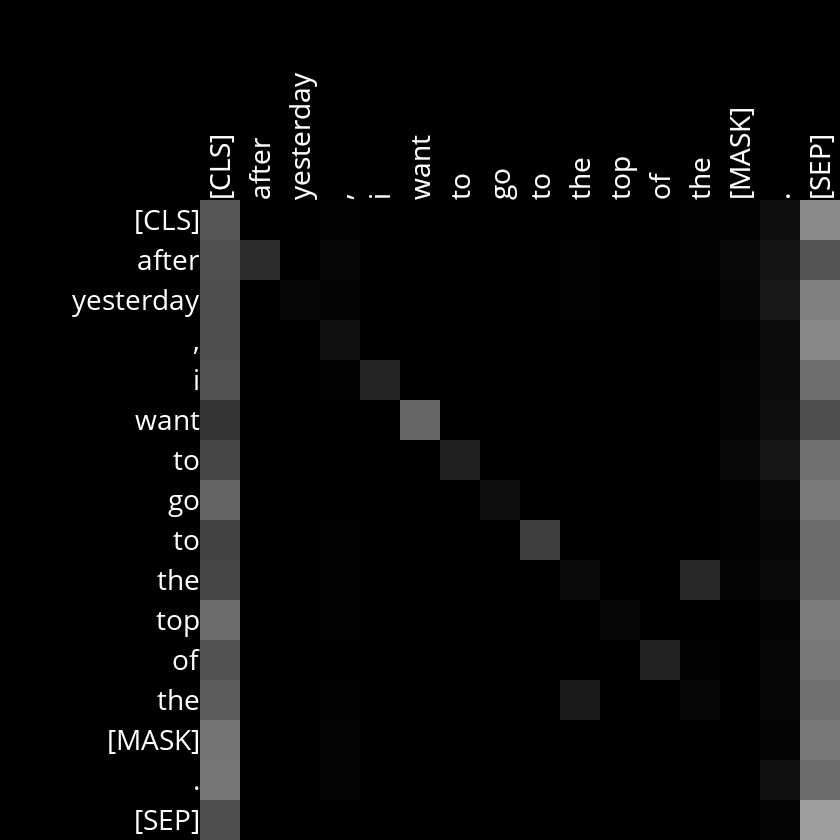 [CLS] after yesterday , i want to go to the top of the [MASK] . [SEP]
[CLS]
after
yesterday
,
i
want
to
go
to
the
top
of
the
[MASK]
.
[SEP]